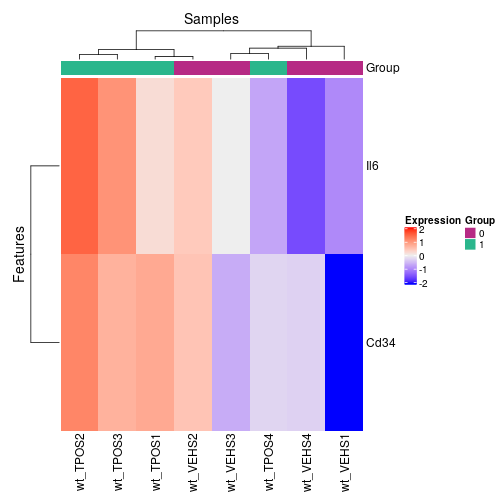 Samples
Group
Il6
Features
Cd34
Expression
2
1
0
-1
-2
Group
0
1
wt_TPOS2
wt_TPOS3
wt_TPOS1
wt_VEHS2
wt_VEHS3
wt_TPOS4
wt_VEHS4
wt_VEHS1